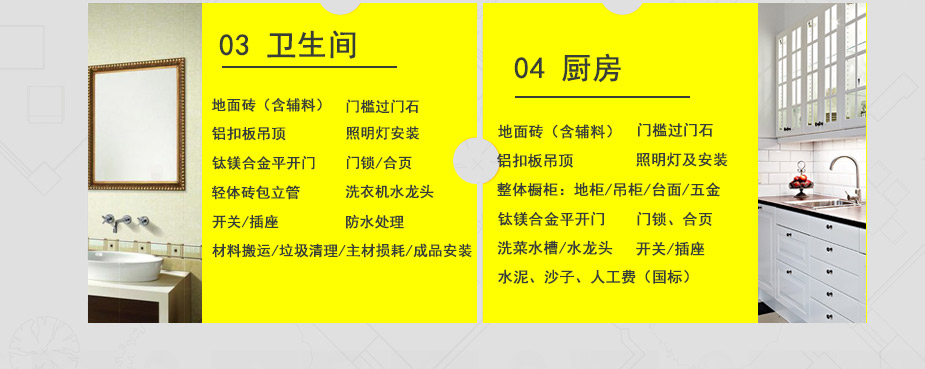 03 卫生间
地面砖（含辅料） 门槛过门石
铝扣板吊顶 照明灯安装
钛镁合金平开门 门锁/合页
轻体砖包立管 洗衣机水龙头
开关/插座 防水处理
材料搬运/垃圾清理/主材损耗/成品安装
04 厨房
地面砖（含辅料） 门槛过门石
铝扣板吊顶 照明灯及安装
整体橱柜：地柜/吊柜/台面/五金
钛镁合金平开门 门锁、合页
洗菜水槽/水龙头 开关/插座
水泥、沙子、人工费（国标）